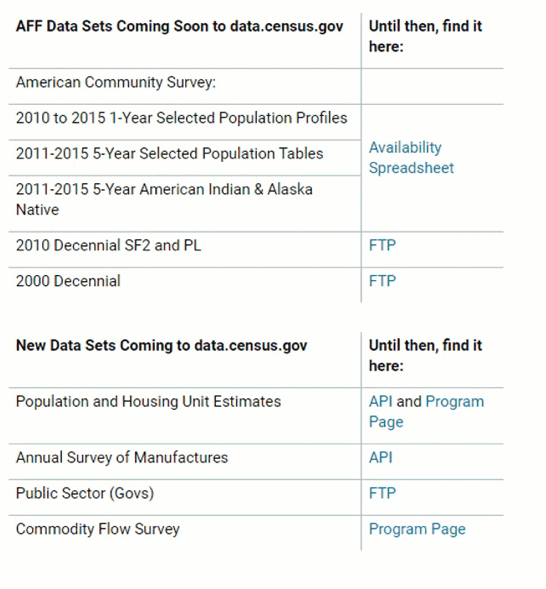 AFF Data Sets Coming Soon to data.census.gov
Until then, find it
here:
American Community Survey:
2010 to 2015 1-Year Selected Population Profiles
2011-2015 5-Year Selected Population Tables
2011-2015 5-Year American Indian & Alaska
Native
Availability
Spreadsheet
2010 Decennial SF2 and PL
FTP
2000 Decennial
FTP
New Data Sets Coming to data.census.gov
Until then, find it
here:
Population and Housing Unit Estimates
API and Program
Page
Annual Survey of Manufactures
API
Public Sector (Govs)
FTP
Commodity Flow Survey
Program Page